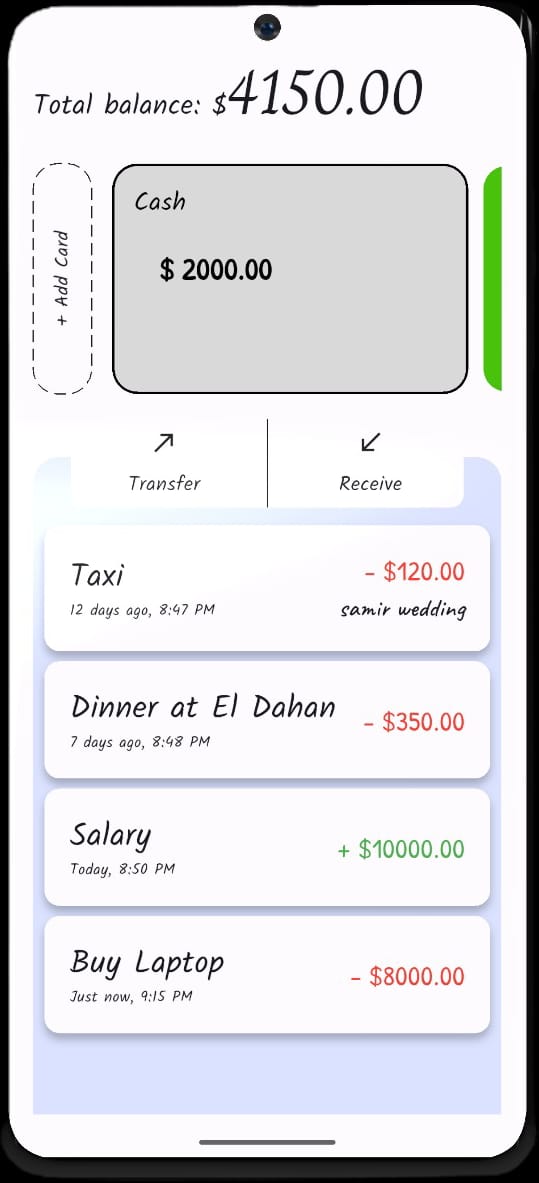 Total balance: $4150.00
+ Add Card
Cash
$ 2000.00
Transfer
Receive
Taxi
- $120.00
12 days ago, 8:47 PM
samir wedding
Dinner at El Dahan
- $350.00
7 days ago, 8:48 PM
Salary
+ $10000.00
Today, 8:50 PM
Buy Laptop
- $8000.00
Just now, 9:15 PM